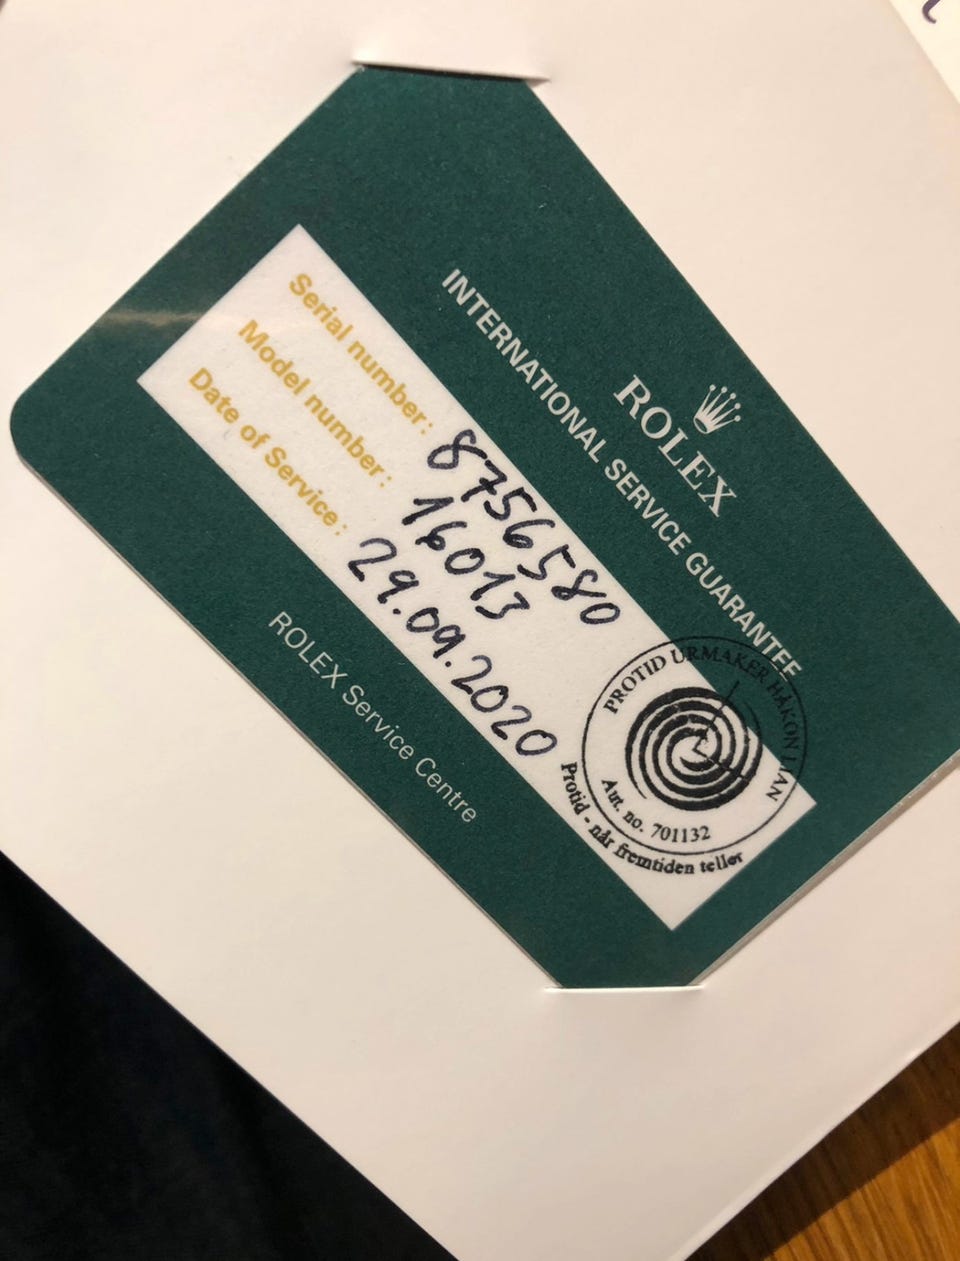 ROLEX
INTERNATIONAL SERVICE GUARANTEE
Serial number: 8756580
Model number: 16013
Date of Service: 29.09.2020
PROTID URMAKER HÅKON LIAN
Aut. no. 701132
Protid - når fremtiden teller
ROLEX Service Centre